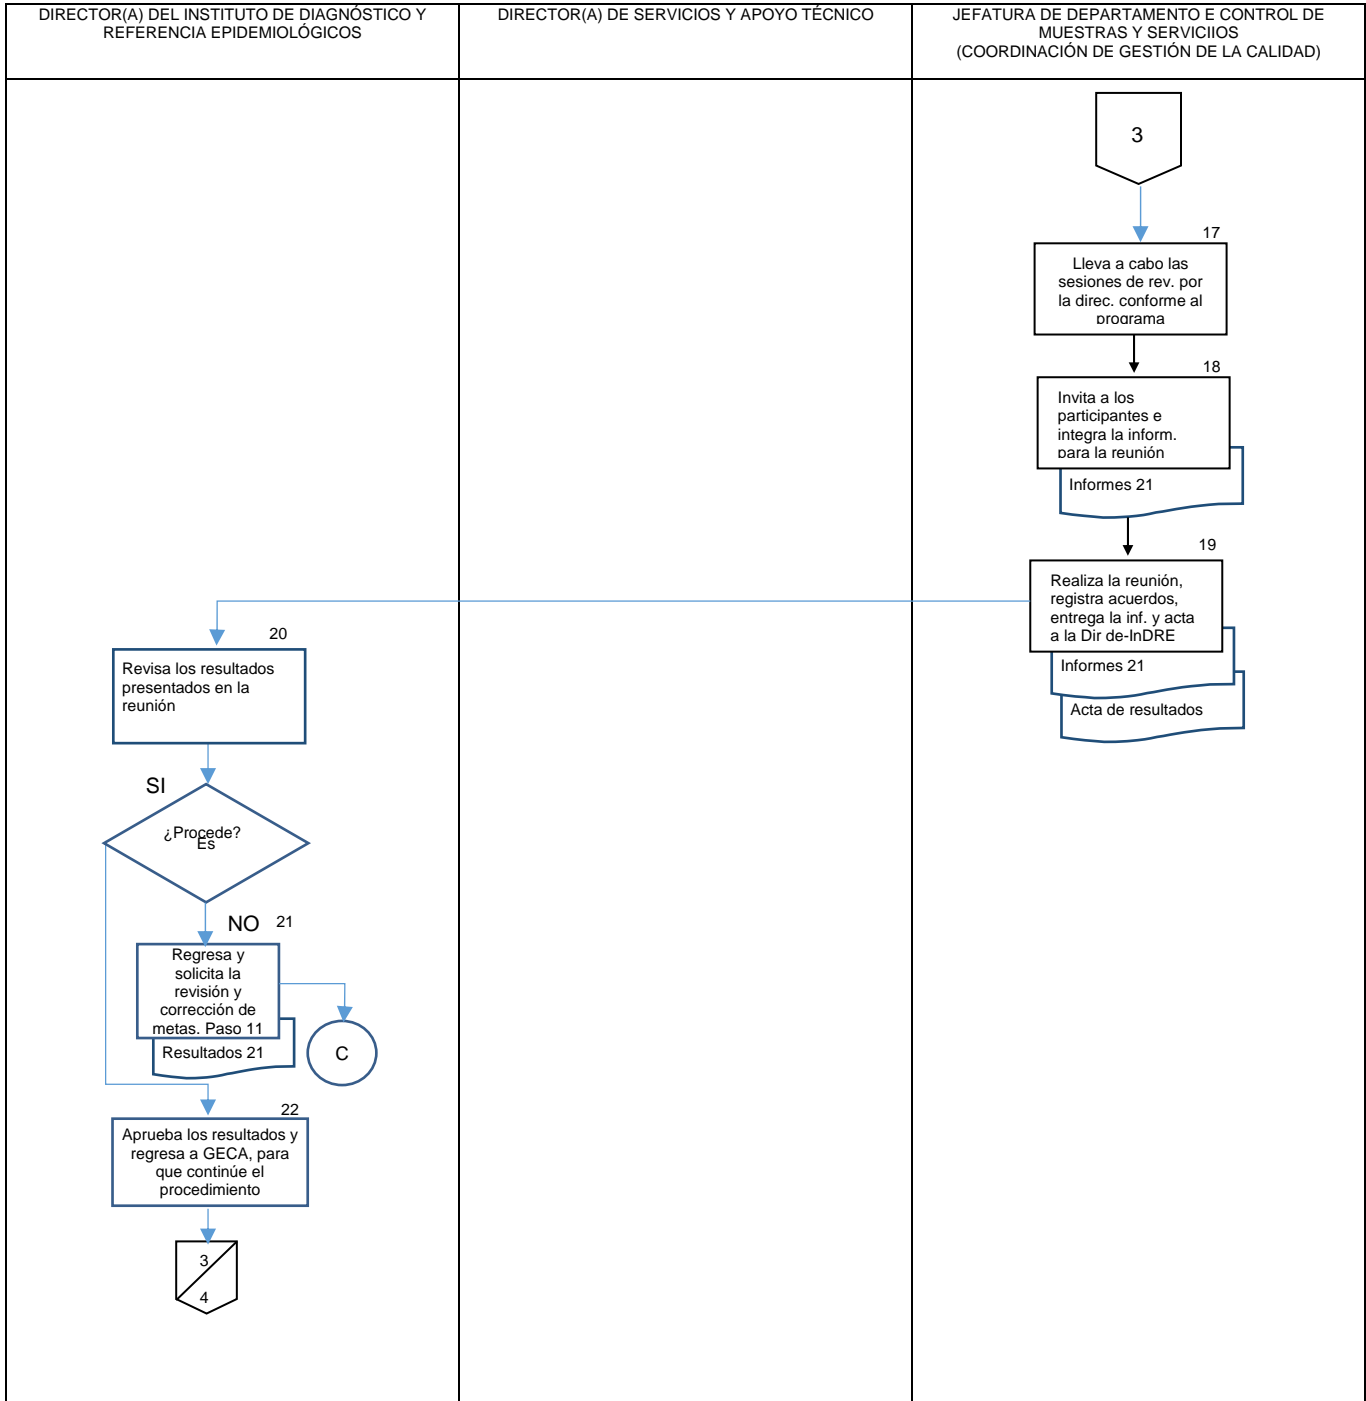 DIRECTOR(A) DEL INSTITUTO DE DIAGNÓSTICO Y
REFERENCIA EPIDEMIOLÓGICOS
DIRECTOR(A) DE SERVICIOS Y APOYO TÉCNICO
JEFATURA DE DEPARTAMENTO E CONTROL DE
MUESTRAS Y SERVICIIOS
(COORDINACIÓN DE GESTIÓN DE LA CALIDAD)
3
17
Lleva a cabo las
sesiones de rev. por
la direc. conforme al
programa
18
Invita a los
participantes e
integra la inform.
para la reunión
Informes 21
19
Realiza la reunión,
registra acuerdos,
entrega la inf. y acta
a la Dir de-InDRE
Informes 21
Acta de resultados
20
Revisa los resultados
presentados en la
reunión
SI
¿Procede?
Es
NO
21
Regresa y
solicita la
revisión y
corrección de
metas. Paso 11
Resultados 21
C
22
Aprueba los resultados y
regresa a GECA, para
que continúe el
procedimiento
3
4